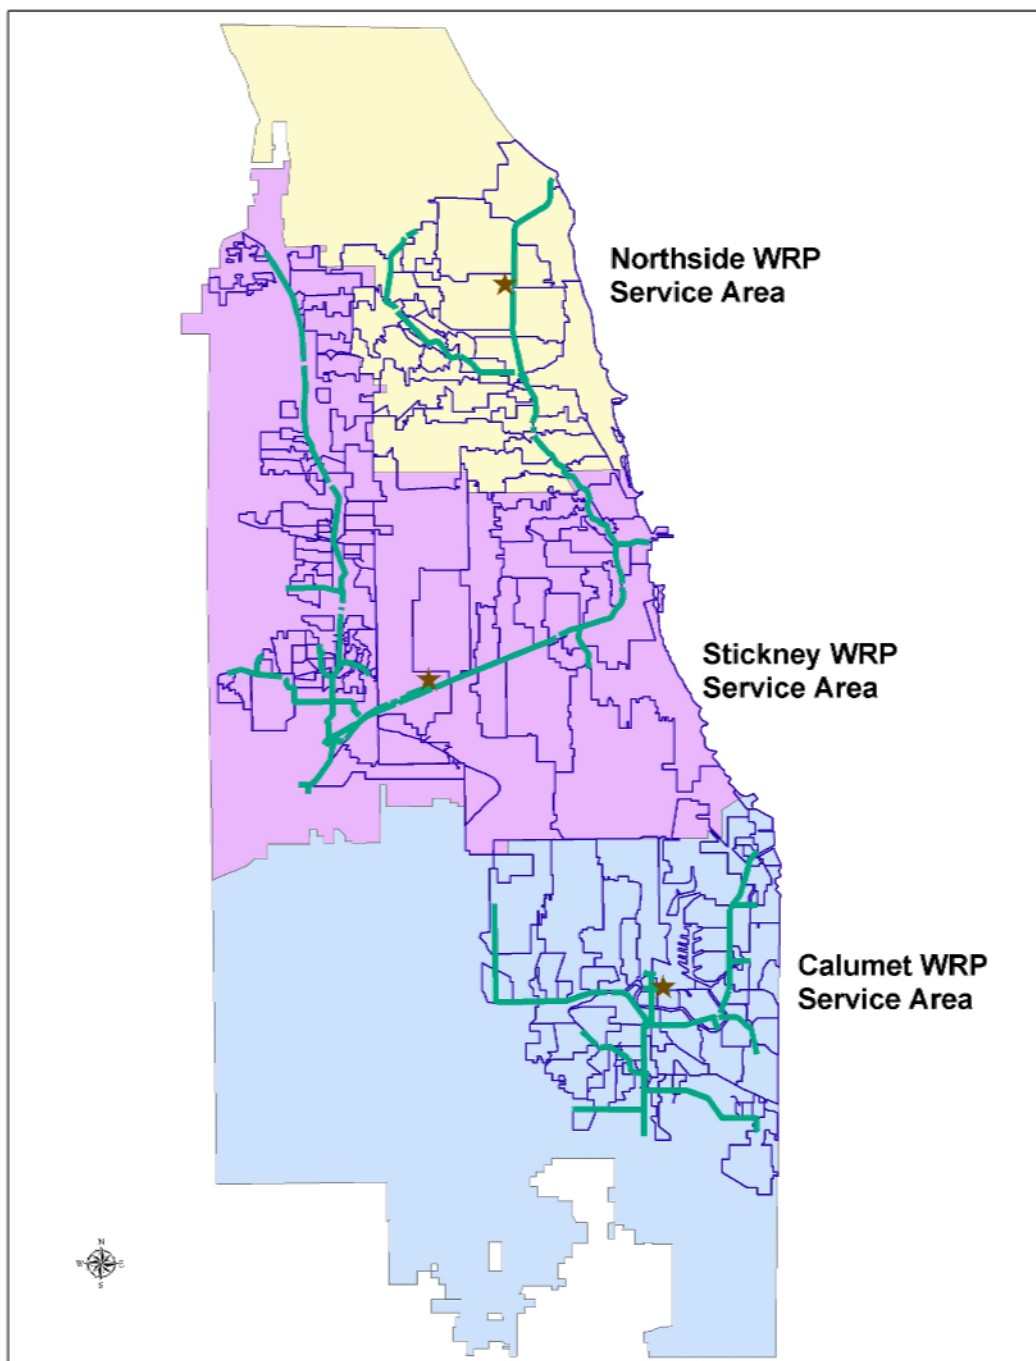 Northside WRP
Service Area
Stickney WRP
Service Area
Calumet WRP
Service Area
N
W E
S